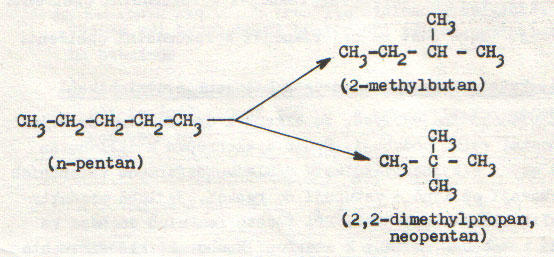 CH3
CH3-CH2-CH - CH3
(2-methylbutan)
CH3-CH2-CH2-CH2-CH3
(n-pentan)
CH3
CH3- C - CH3
CH3
(2,2-dimethylpropan,
neopentan)